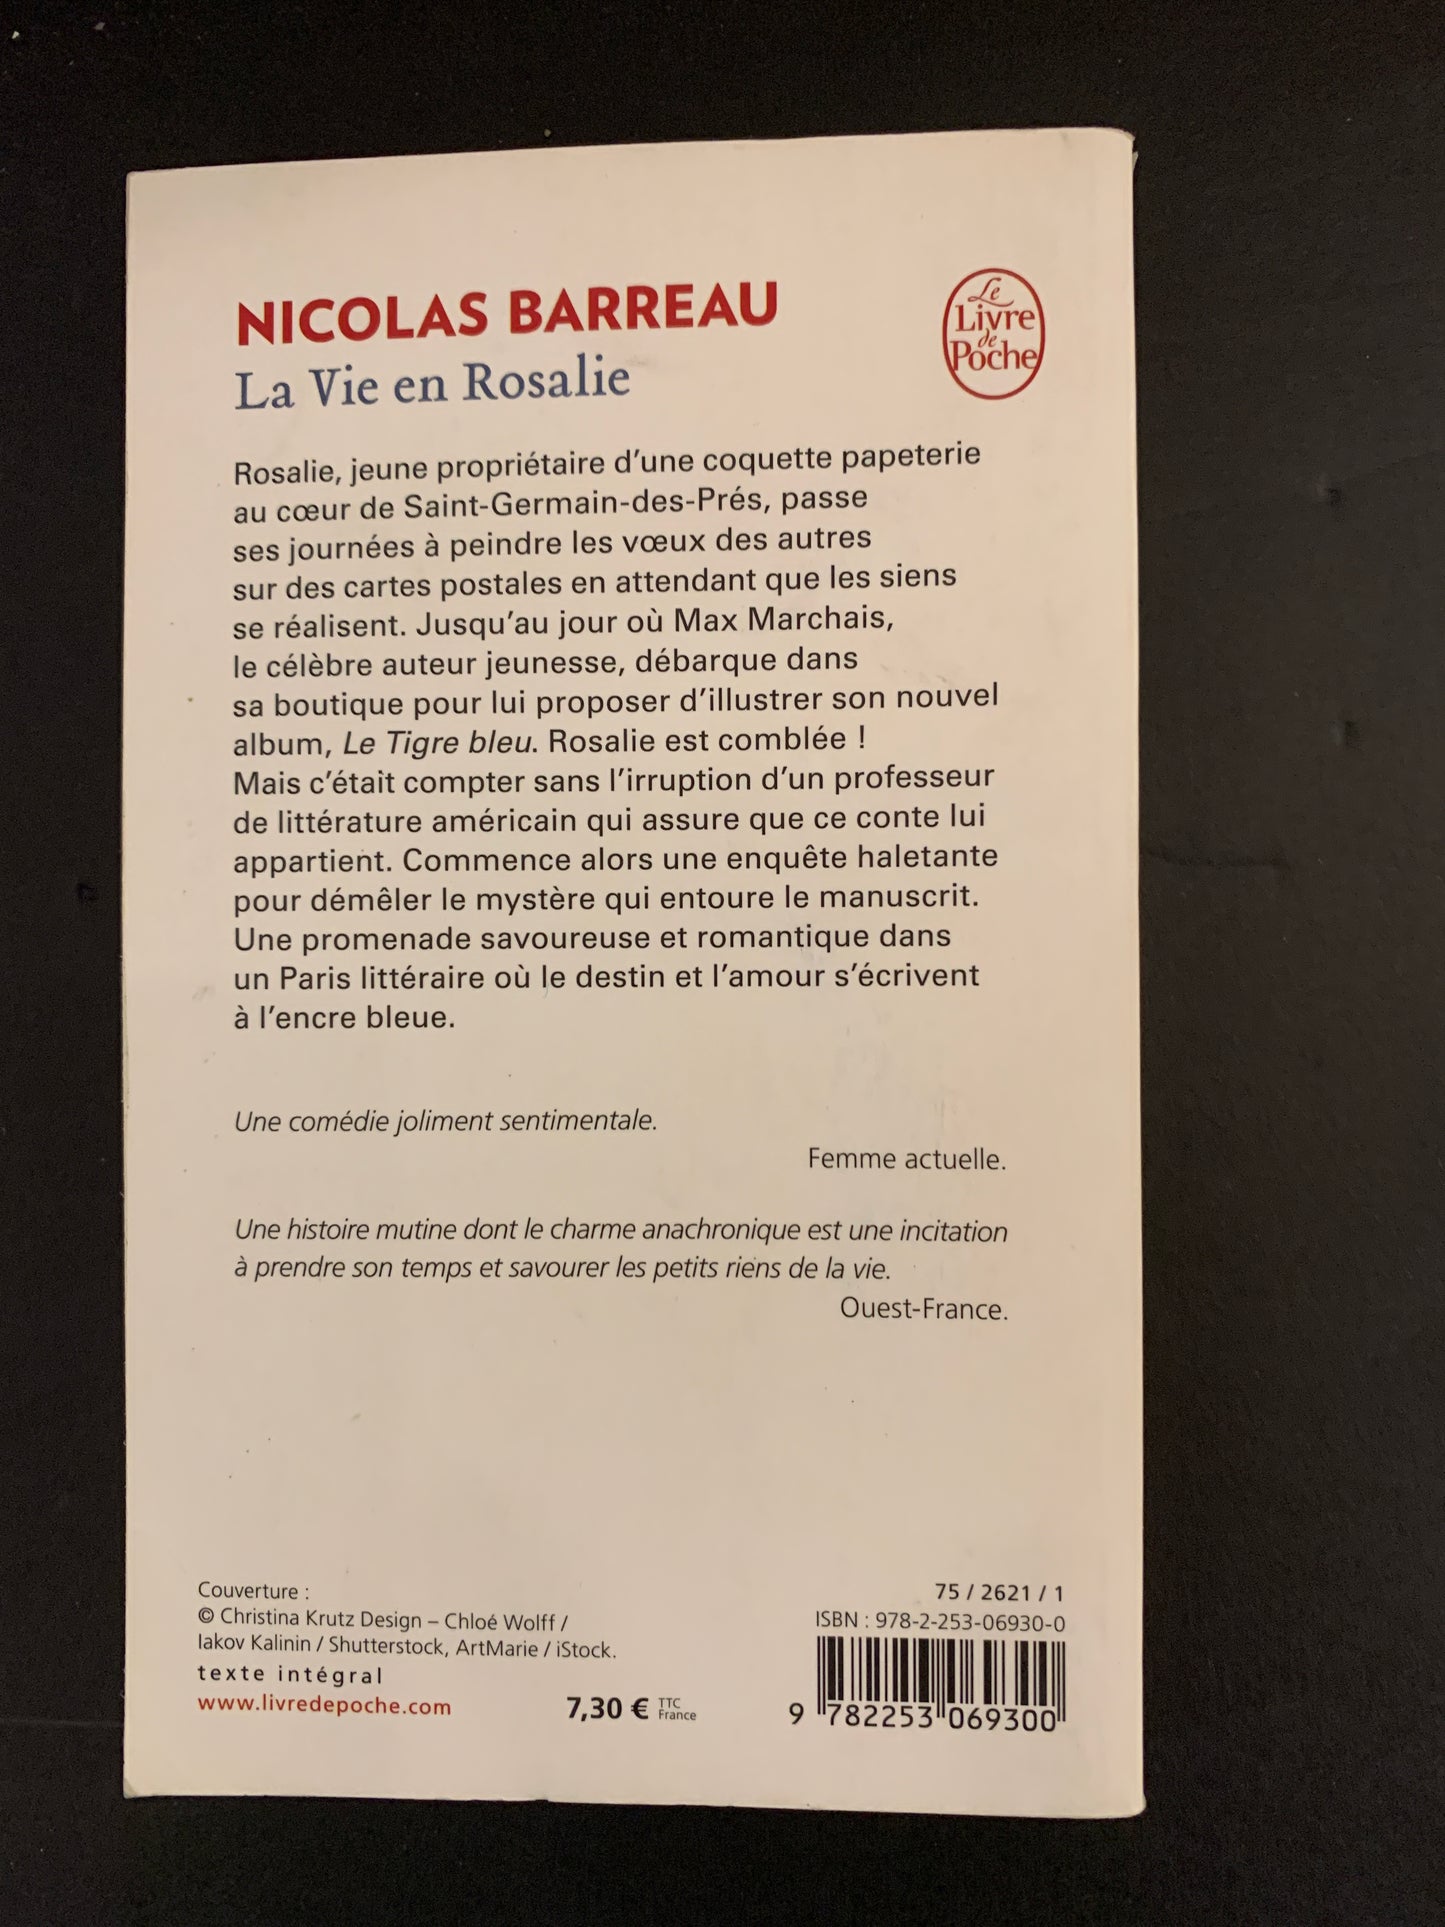 NICOLAS BARREAU
La Vie en Rosalie
Le
Livre
de
Poche
Rosalie, jeune propriétaire d'une coquette papeterie
au cœur de Saint-Germain-des-Prés, passe
ses journées à peindre les vœux des autres
sur des cartes postales en attendant que les siens
se réalisent. Jusqu'au jour où Max Marchais,
le célèbre auteur jeunesse, débarque dans
sa boutique pour lui proposer d'illustrer son nouvel
album, Le Tigre bleu. Rosalie est comblée !
Mais c'était compter sans l'irruption d'un professeur
de littérature américain qui assure que ce conte lui
appartient. Commence alors une enquête haletante
pour démêler le mystère qui entoure le manuscrit.
Une promenade savoureuse et romantique dans
un Paris littéraire où le destin et l'amour s'écrivent
à l'encre bleue.
Une comédie joliment sentimentale.
Femme actuelle.
Une histoire mutine dont le charme anachronique est une incitation
à prendre son temps et savourer les petits riens de la vie.
Ouest-France.
Couverture :
© Christina Krutz Design – Chloé Wolff /
Iakov Kalinin / Shutterstock, ArtMarie / iStock.
texte intégral
www.livredepoche.com
7,30 € TTC
France
75 / 2621 / 1
ISBN : 978-2-253-06930-0
9 782253 069300